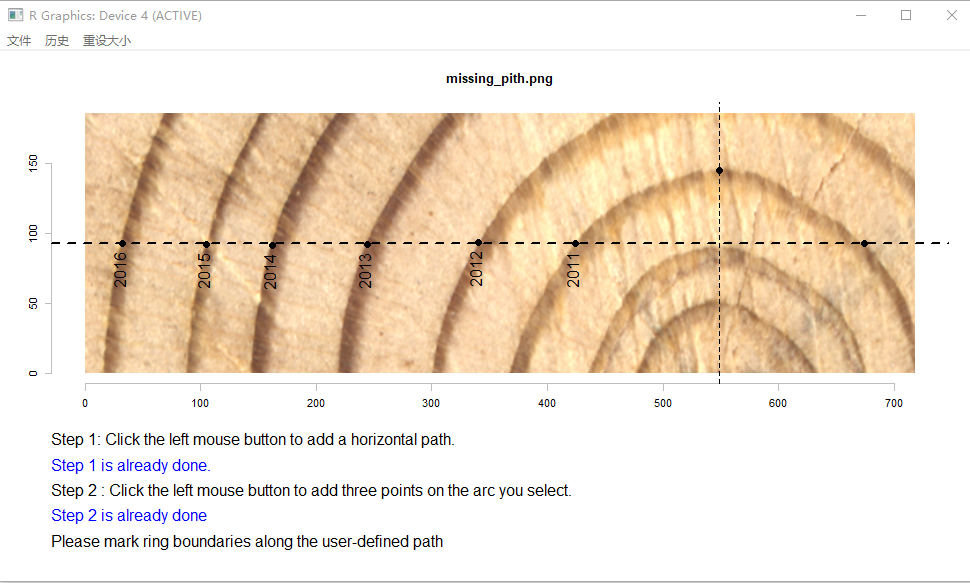 R Graphics: Device 4 (ACTIVE)
文件 历史 重设大小
missing_pith.png
150
100
50
0
2016 2015 2014 2013 2012 2011
0 100 200 300 400 500 600 700
Step 1: Click the left mouse button to add a horizontal path.
Step 1 is already done.
Step 2 : Click the left mouse button to add three points on the arc you select.
Step 2 is already done
Please mark ring boundaries along the user-defined path